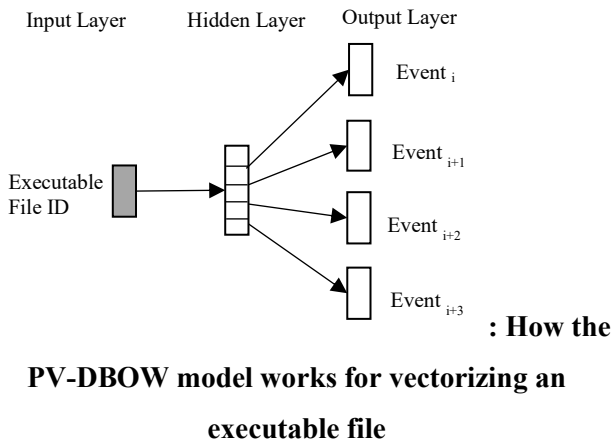 Input Layer Hidden Layer Output Layer
Event i
Event i+1
Executable
File ID
Event i+2
Event i+3
: How the
PV-DBOW model works for vectorizing an
executable file